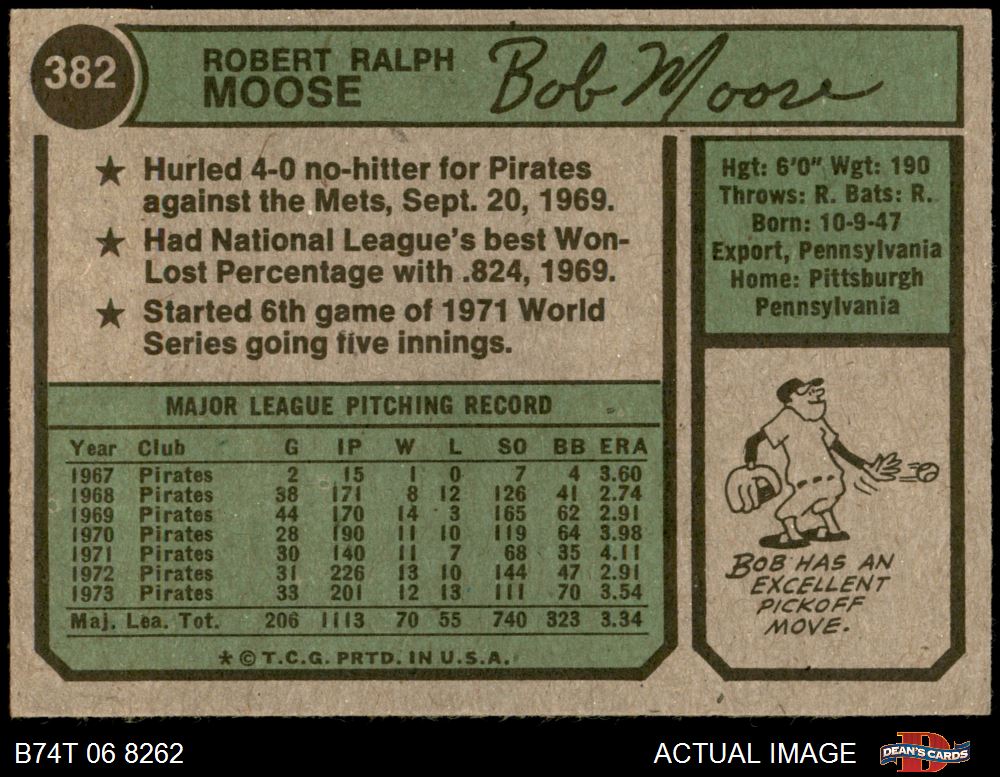 382
ROBERT RALPH
MOOSE
Bob Moose
★ Hurled 4-0 no-hitter for Pirates
against the Mets, Sept. 20, 1969.
★ Had National League's best Won-
Lost Percentage with .824, 1969.
★ Started 6th game of 1971 World
Series going five innings.
Hgt: 6'0" Wgt: 190
Throws: R. Bats: R.
Born: 10-9-47
Export, Pennsylvania
Home: Pittsburgh
Pennsylvania
MAJOR LEAGUE PITCHING RECORD
Year Club G IP W L SO BB ERA
1967 Pirates 2 15 1 0 7 4 3.60
1968 Pirates 38 171 8 12 126 41 2.74
1969 Pirates 44 170 14 3 165 62 2.91
1970 Pirates 28 190 11 10 119 64 3.98
1971 Pirates 30 140 11 7 68 35 4.11
1972 Pirates 31 226 13 10 144 47 2.91
1973 Pirates 33 201 12 13 111 70 3.54
Maj. Lea. Tot. 206 1113 70 55 740 323 3.34
★ © T.C.G. PRTD. IN U.S.A.
BOB HAS AN
EXCELLENT
PICKOFF
MOVE.
B74T 06 8262
ACTUAL IMAGE
DEAN'S CARDS